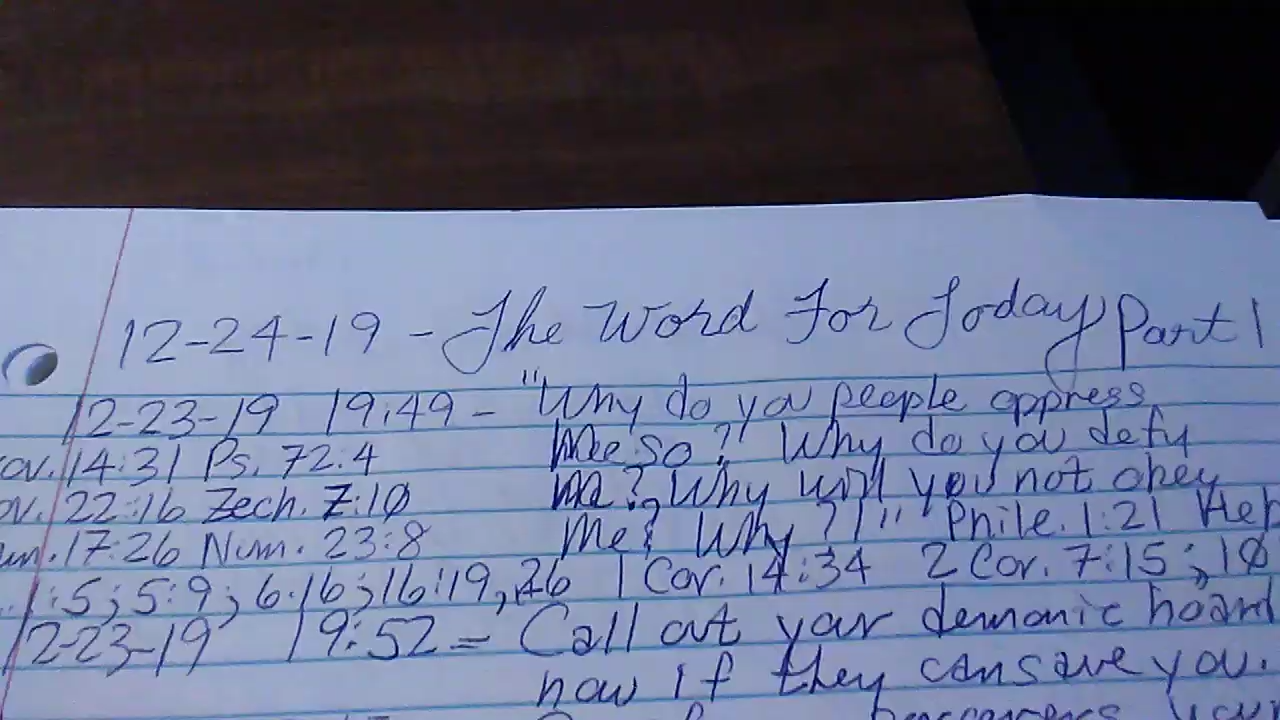 12-24-19 - The Word For Today Part 1
12-23-19 19:49 - "Why do you people oppress
ov. 14:31 Ps. 72:4 Me so? Why do you defy
ov. 22:16 Zech. 7:10 me? Why will you not obey
17:26 Num. 23:8 Me? Why?!" Phile. 1:21 Heb
:5; 5:9; 6:16; 16:19, 26 1 Cor. 14:34 2 Cor. 7:15; 10
12-23-19 19:52 = Call out your demonic hoard
now if they can save you.